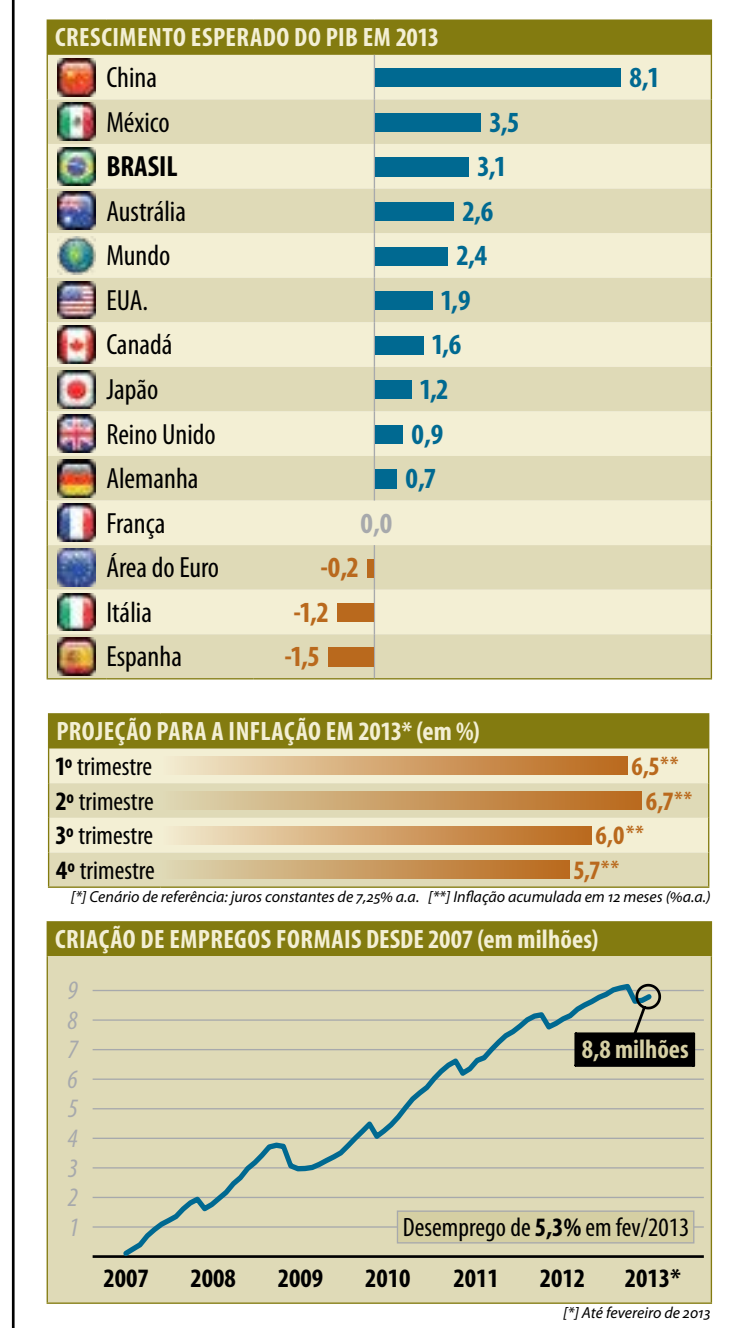 CRESCIMENTO ESPERADO DO PIB EM 2013
China 8,1
México 3,5
BRASIL 3,1
Austrália 2,6
Mundo 2,4
EUA. 1,9
Canadá 1,6
Japão 1,2
Reino Unido 0,9
Alemanha 0,7
França 0,0
Área do Euro -0,2
Itália -1,2
Espanha -1,5
PROJEÇÃO PARA A INFLAÇÃO EM 2013* (em %)
1º trimestre 6,5**
2º trimestre 6,7**
3º trimestre 6,0**
4º trimestre 5,7**
[*] Cenário de referência: juros constantes de 7,25% a.a. [**] Inflação acumulada em 12 meses (%a.a.)
CRIAÇÃO DE EMPREGOS FORMAIS DESDE 2007 (em milhões)
9
8
7
6
5
4
3
2
1
8,8 milhões
Desemprego de 5,3% em fev/2013
2007 2008 2009 2010 2011 2012 2013*
[*] Até fevereiro de 2013